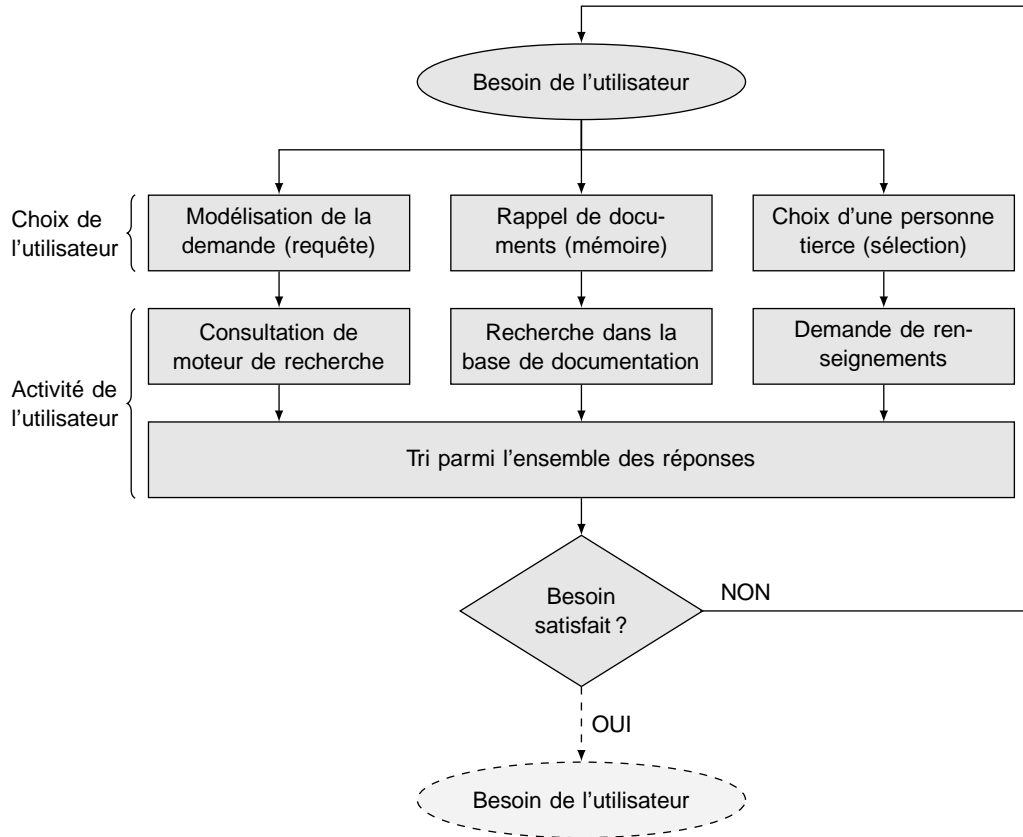 Besoin de l'utilisateur
Choix de
l'utilisateur
Modélisation de la
demande (requête)
Rappel de docu-
ments (mémoire)
Choix d'une personne
tierce (sélection)
Activité de
l'utilisateur
Consultation de
moteur de recherche
Recherche dans la
base de documentation
Demande de ren-
seignements
Tri parmi l'ensemble des réponses
Besoin
satisfait ?
NON
OUI
Besoin de l'utilisateur